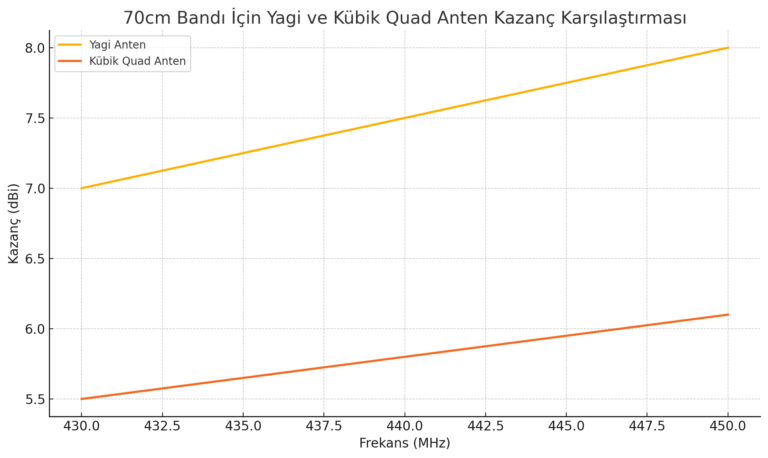 70cm Bandı İçin Yagi ve Kübik Quad Anten Kazanç Karşılaştırması
Yagi Anten
Kübik Quad Anten
Kazanç (dBi)
8.0
7.5
7.0
6.5
6.0
5.5
430.0 432.5 435.0 437.5 440.0 442.5 445.0 447.5 450.0
Frekans (MHz)